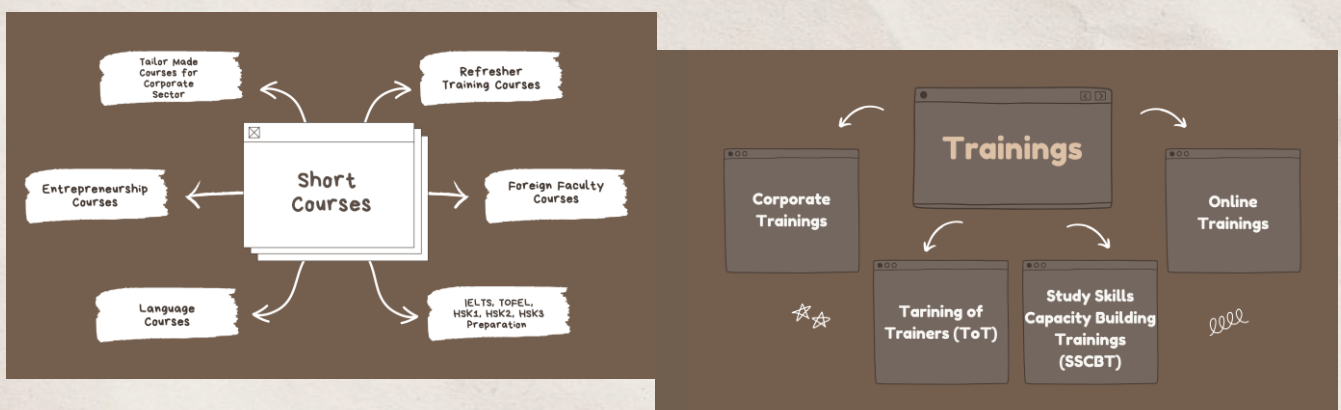 Tailor Made
Courses for
Corporate
Sector
Refresher
Training Courses
Entrepreneurship
Courses
Short
Courses
Foreign Faculty
Courses
Language
Courses
IELTS, TOFEL,
HSK1, HSK2, HSK3
Preparation
Trainings
Corporate
Trainings
Online
Trainings
Tarining of
Trainers (ToT)
Study Skills
Capacity Building
Trainings
(SSCBT)